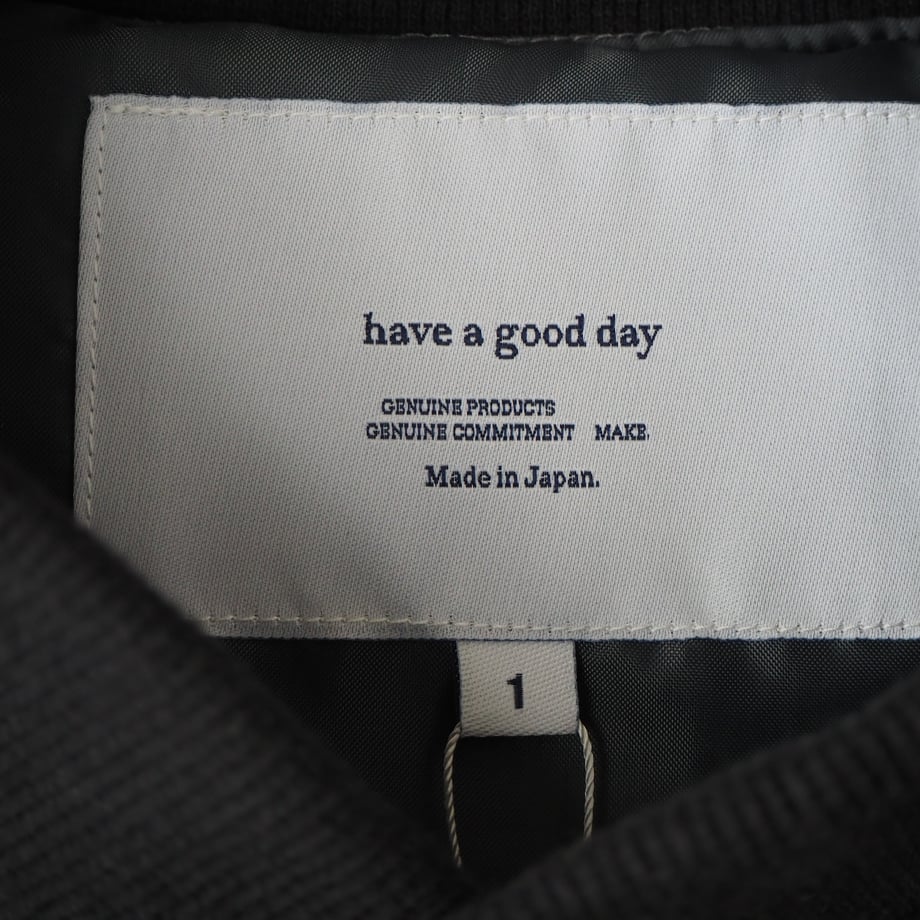 have a good day
GENUINE PRODUCTS
GENUINE COMMITMENT MAKE.
Made in Japan.
1